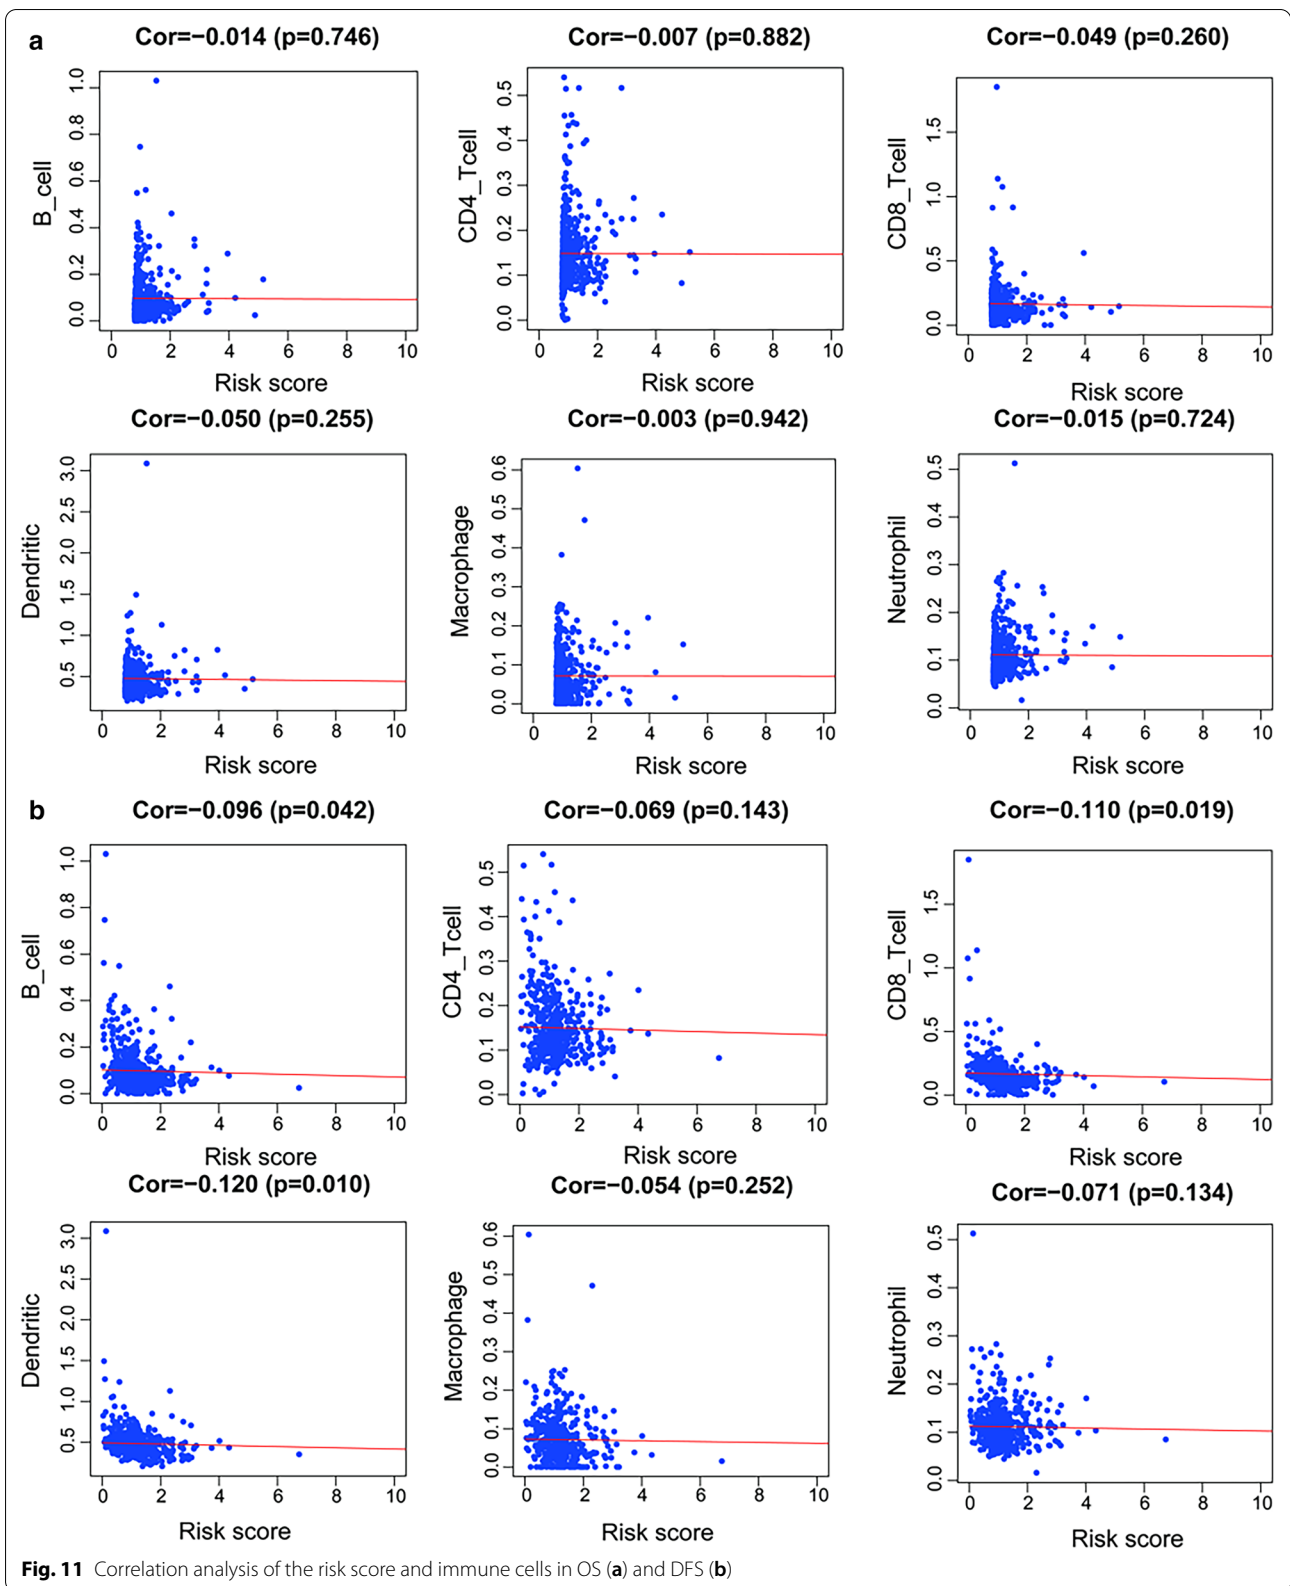 a
Cor=−0.014 (p=0.746)
B_cell
0.0 0.2 0.4 0.6 0.8 1.0
0 2 4 6 8 10
Risk score
Cor=−0.007 (p=0.882)
CD4_Tcell
0.0 0.1 0.2 0.3 0.4 0.5
0 2 4 6 8 10
Risk score
Cor=−0.049 (p=0.260)
CD8_Tcell
0.0 0.5 1.0 1.5
0 2 4 6 8 10
Risk score
Cor=−0.050 (p=0.255)
Dendritic
0.5 1.0 1.5 2.0 2.5 3.0
0 2 4 6 8 10
Risk score
Cor=−0.003 (p=0.942)
Macrophage
0.0 0.1 0.2 0.3 0.4 0.5 0.6
0 2 4 6 8 10
Risk score
Cor=−0.015 (p=0.724)
Neutrophil
0.0 0.1 0.2 0.3 0.4 0.5
0 2 4 6 8 10
Risk score
b
Cor=−0.096 (p=0.042)
B_cell
0.0 0.2 0.4 0.6 0.8 1.0
0 2 4 6 8 10
Risk score
Cor=−0.069 (p=0.143)
CD4_Tcell
0.0 0.1 0.2 0.3 0.4 0.5
0 2 4 6 8 10
Risk score
Cor=−0.110 (p=0.019)
CD8_Tcell
0.0 0.5 1.0 1.5
0 2 4 6 8 10
Risk score
Cor=−0.120 (p=0.010)
Dendritic
0.5 1.0 1.5 2.0 2.5 3.0
0 2 4 6 8 10
Risk score
Cor=−0.054 (p=0.252)
Macrophage
0.0 0.1 0.2 0.3 0.4 0.5 0.6
0 2 4 6 8 10
Risk score
Cor=−0.071 (p=0.134)
Neutrophil
0.0 0.1 0.2 0.3 0.4 0.5
0 2 4 6 8 10
Risk score
Fig. 11 Correlation analysis of the risk score and immune cells in OS (a) and DFS (b)